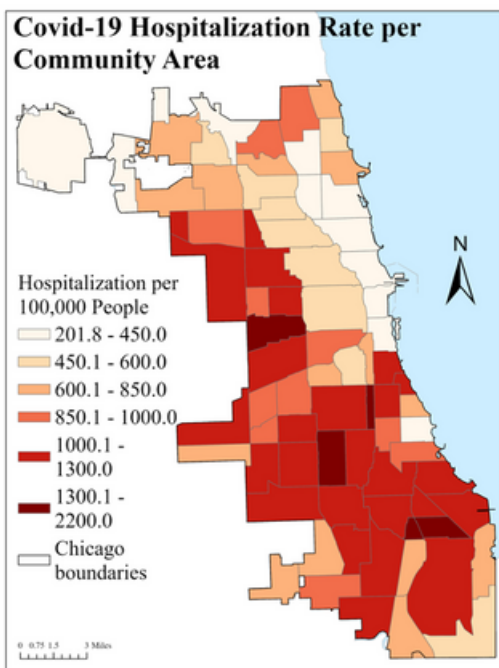 Covid-19 Hospitalization Rate per
Community Area
N
Hospitalization per
100,000 People
201.8 - 450.0
450.1 - 600.0
600.1 - 850.0
850.1 - 1000.0
1000.1 -
1300.0
1300.1 -
2200.0
Chicago
boundaries
0 0.75 1.5 3 Miles